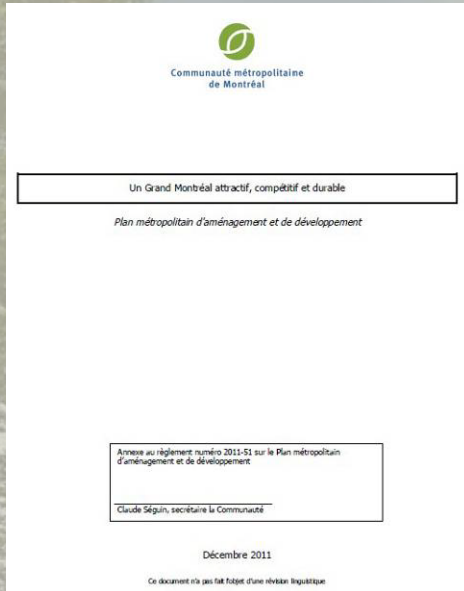 Communauté métropolitaine
de Montréal
Un Grand Montréal attractif, compétitif et durable
Plan métropolitain d'aménagement et de développement
Annexe au règlement numéro 2011-51 sur le Plan métropolitain
d'aménagement et de développement
Claude Séguin, secrétaire la Communauté
Décembre 2011
Ce document n'a pas fait l'objet d'une révision linguistique